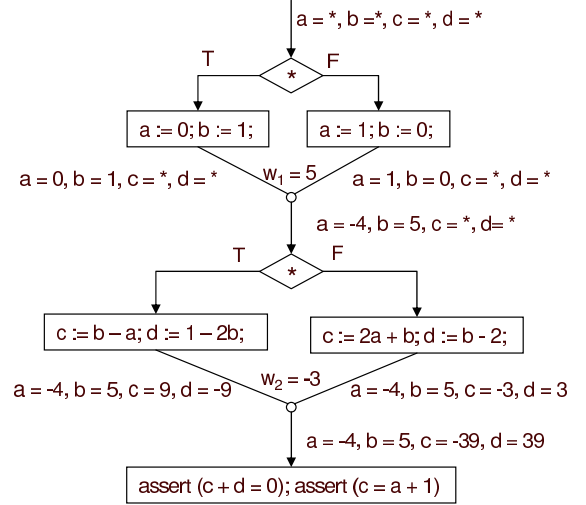 a = *, b =*, c = *, d = *
T
F
*
a := 0; b := 1;
a := 1; b := 0;
w1 = 5
a = 0, b = 1, c = *, d = *
a = 1, b = 0, c = *, d = *
a = -4, b = 5, c = *, d= *
T
F
*
c := b – a; d := 1 – 2b;
c := 2a + b; d := b - 2;
w2 = -3
a = -4, b = 5, c = 9, d = -9
a = -4, b = 5, c = -3, d = 3
a = -4, b = 5, c = -39, d = 39
assert (c + d = 0); assert (c = a + 1)